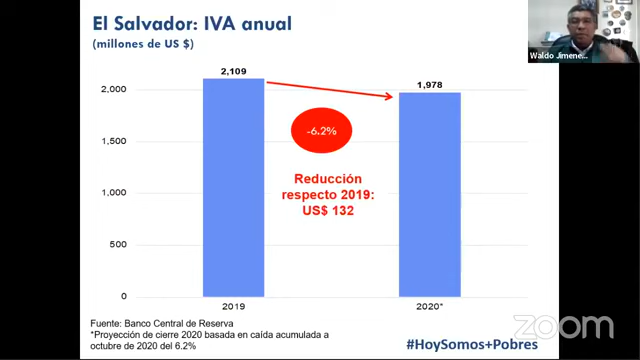 El Salvador: IVA anual
(millones de US $)
Waldo Jimene...
2,109
1,978
2,000
1,500
1,000
500
0
-6.2%
Reducción
respecto 2019:
US$ 132
2019
2020*
Fuente: Banco Central de Reserva
*Proyección de cierre 2020 basada en caída acumulada a
octubre de 2020 del 6.2%
#HoySomos+Pobres
zoom